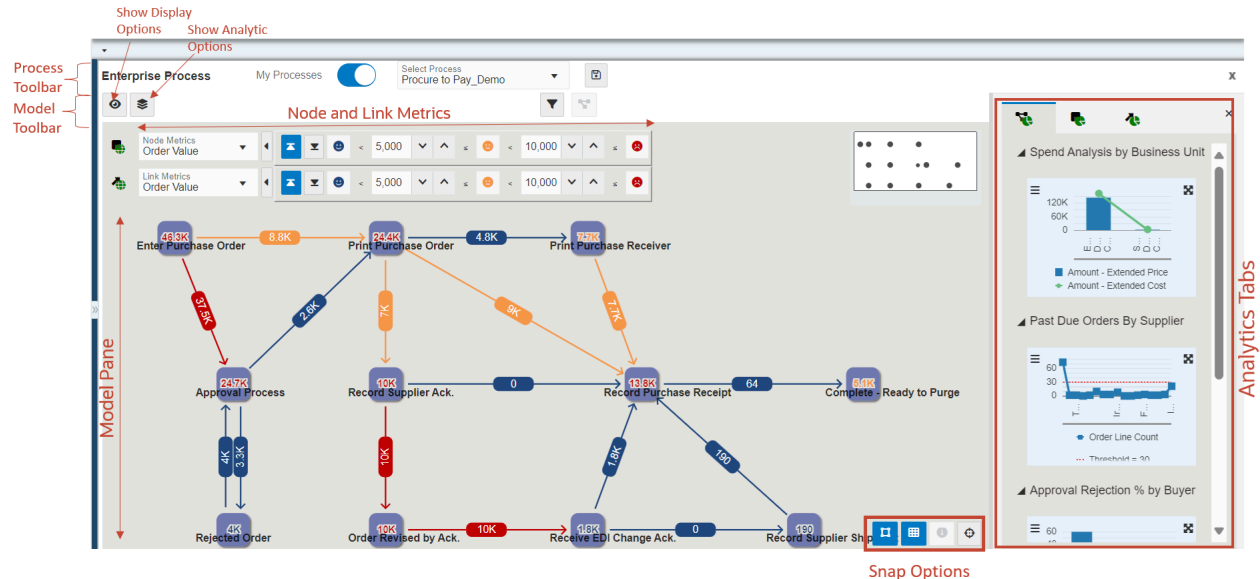 Show Display
Options
Show Analytic
Options
Process
Toolbar
Enterprise Process
My Processes
Select Process
Procure to Pay_Demo
x
Model
Toolbar
Node and Link Metrics
Node Metrics
Order Value
< 5,000 ≤ < 10,000 ≤
Link Metrics
Order Value
< 5,000 ≤ < 10,000 ≤
Model Pane
46.3K
Enter Purchase Order
8.8K
24.4K
Print Purchase Order
4.8K
7.7K
Print Purchase Receiver
37.5K
2.6K
7K
9K
7.7K
24.7K
Approval Process
10K
Record Supplier Ack.
0
13.8K
Record Purchase Receipt
64
5.1K
Complete - Ready to Purge
4K
3.3K
10K
1.8K
190
4K
Rejected Order
10K
Order Revised by Ack.
10K
1.8K
Receive EDI Change Ack.
0
190
Record Supplier Ship
Snap Options
Analytics Tabs
×
Spend Analysis by Business Unit
120K
60K
0
E...
D...
C...
S...
D...
C...
Amount - Extended Price
Amount - Extended Cost
Past Due Orders By Supplier
60
30
0
T...
Ir...
F...
I...
Order Line Count
Threshold = 30
Approval Rejection % by Buyer
60